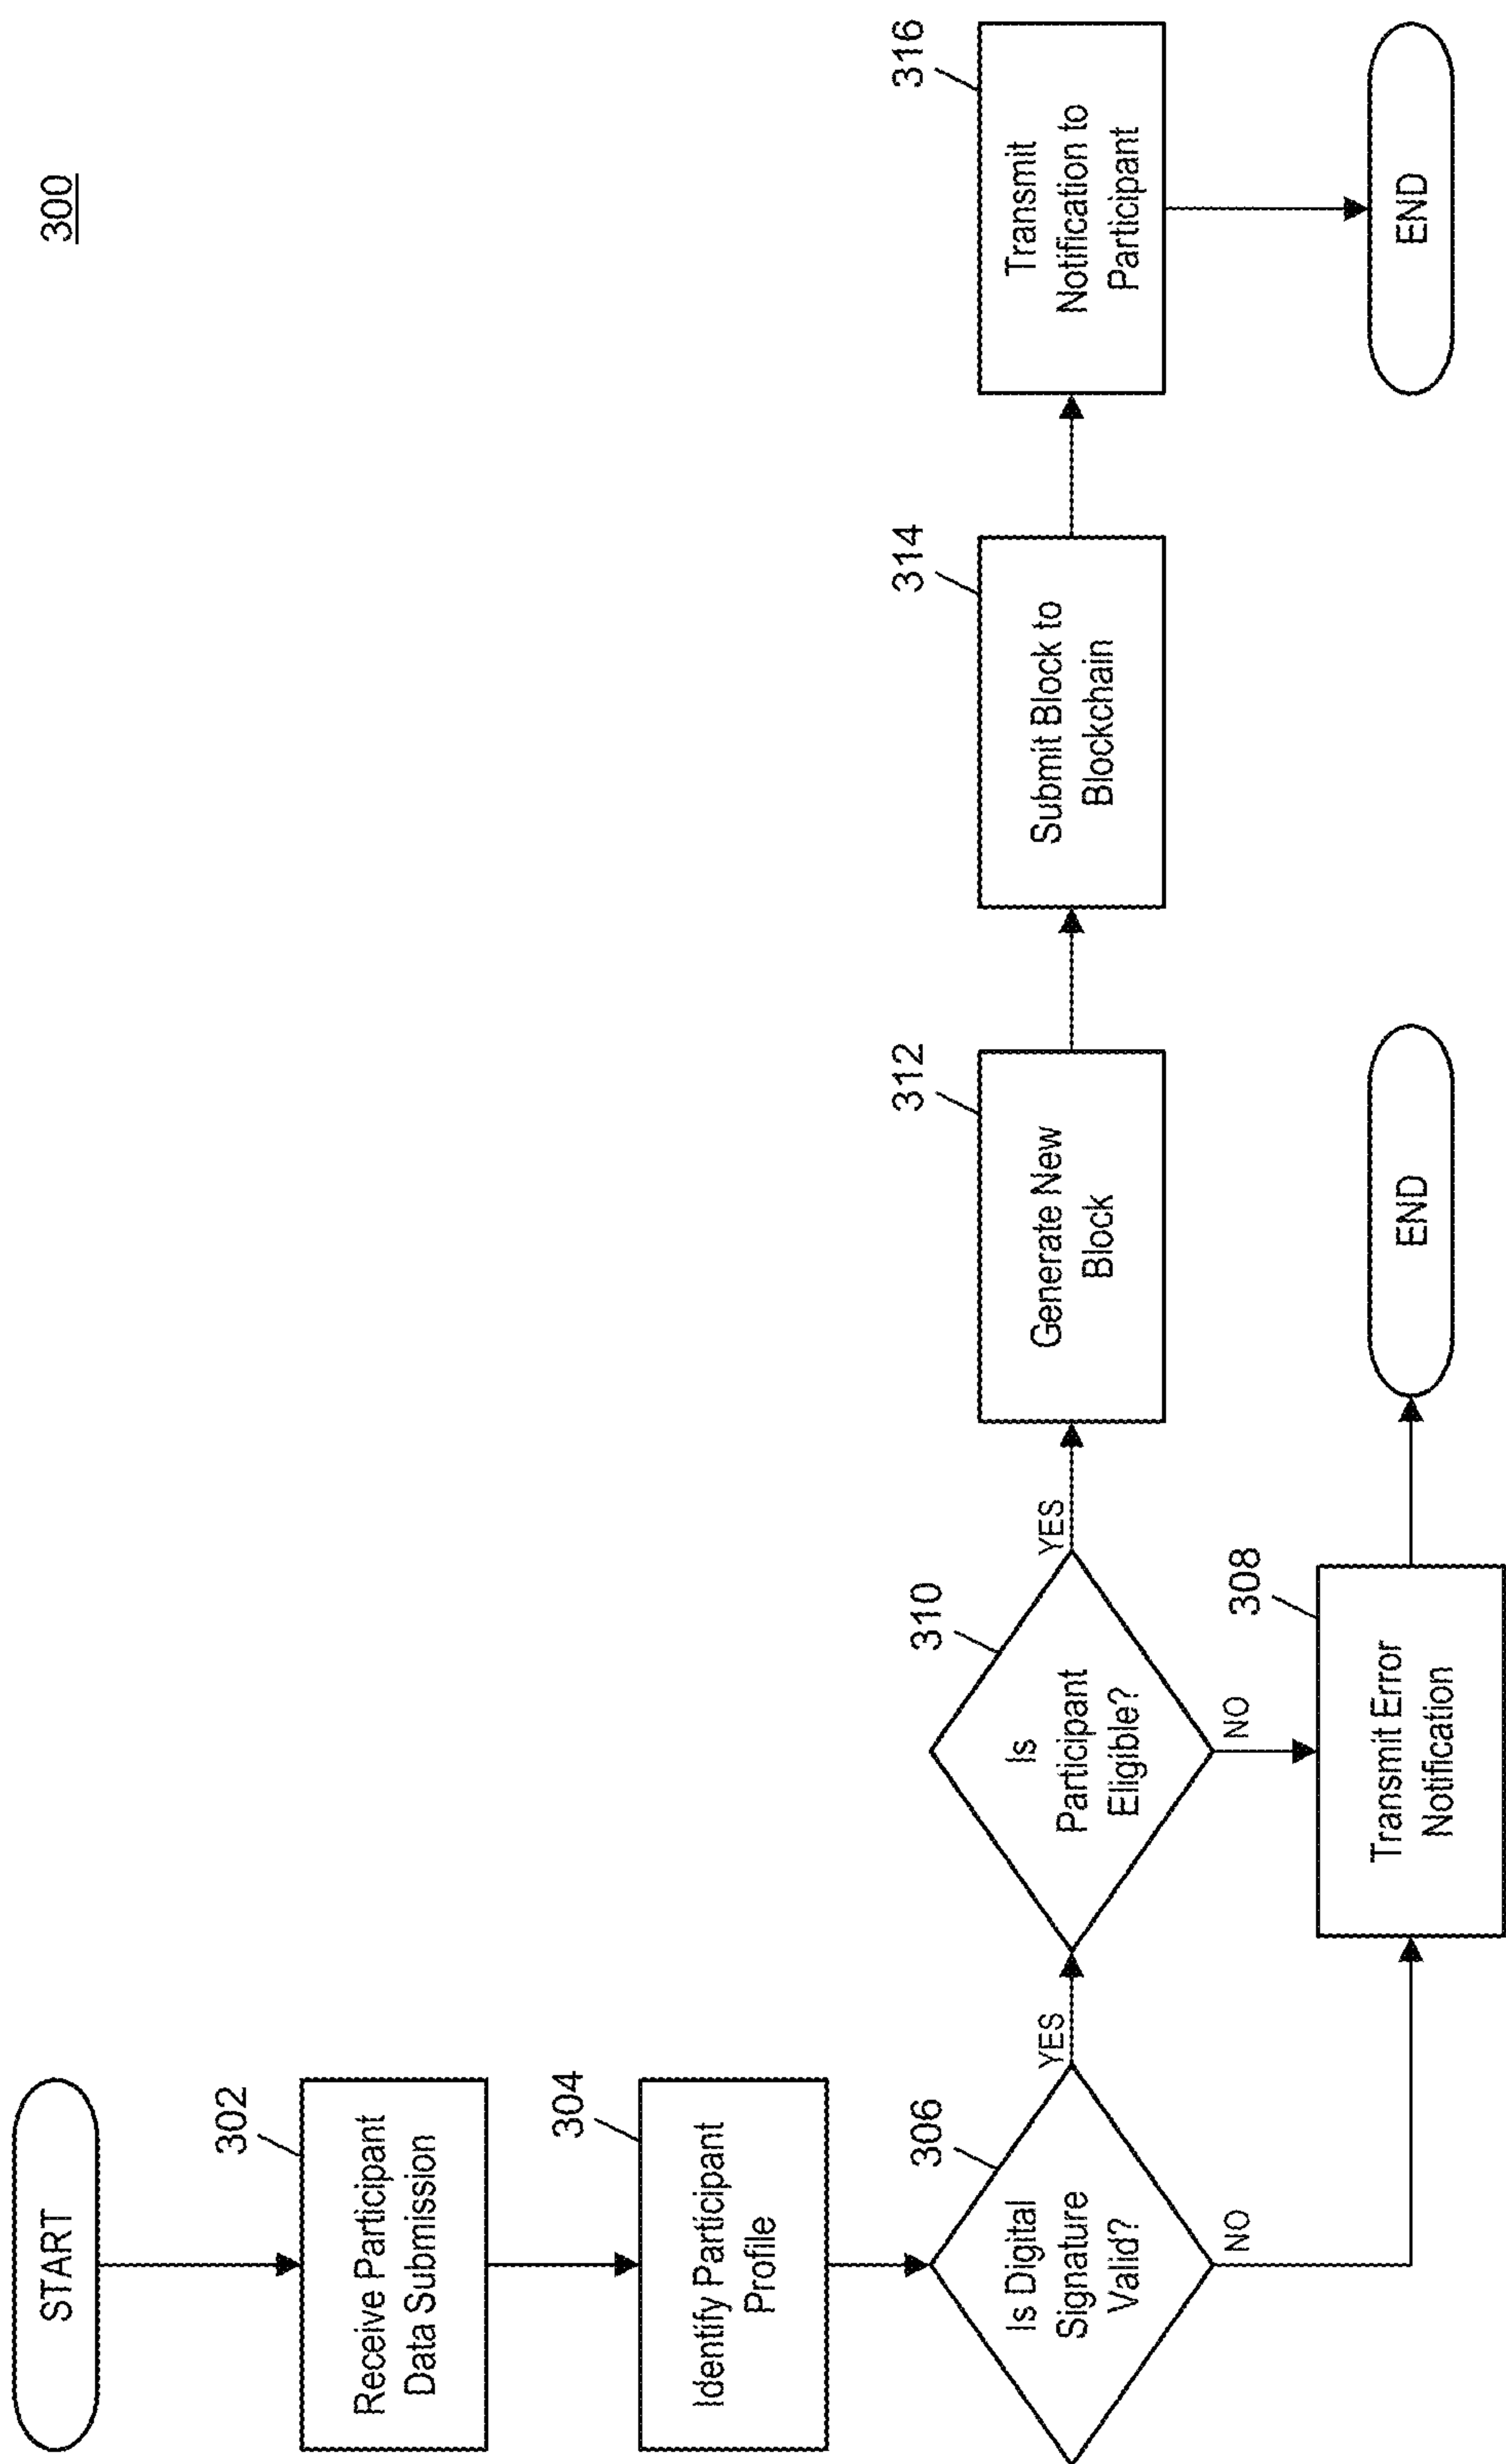 300
START
302
Receive Participant
Data Submission
304
Identify Participant
Profile
306
Is Digital
Signature
Valid?
YES
NO
310
Is
Participant
Eligible?
YES
NO
308
Transmit Error
Notification
END
312
Generate New
Block
314
Submit Block to
Blockchain
316
Transmit
Notification to
Participant
END